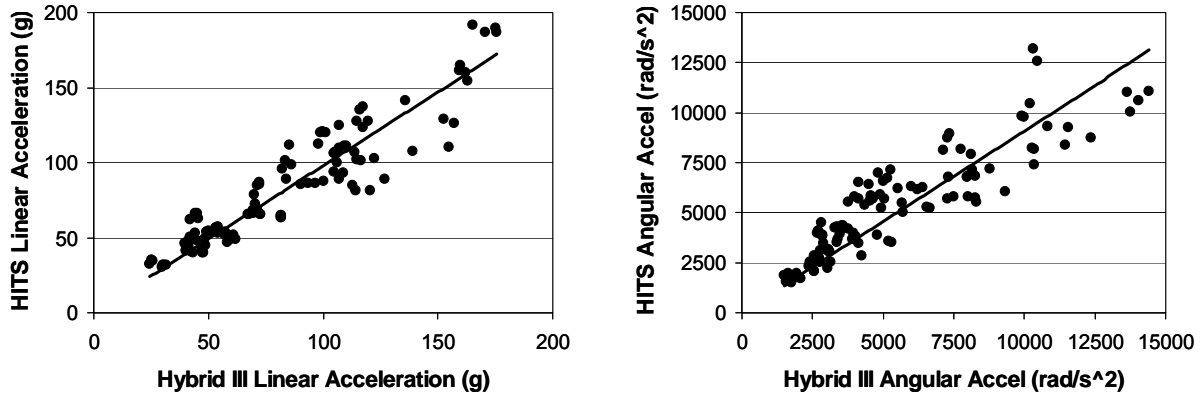 HITS Linear Acceleration (g)
200
150
100
50
0
0 50 100 150 200
Hybrid III Linear Acceleration (g)
HITS Angular Accel (rad/s^2)
15000
12500
10000
7500
5000
2500
0
0 2500 5000 7500 10000 12500 15000
Hybrid III Angular Accel (rad/s^2)